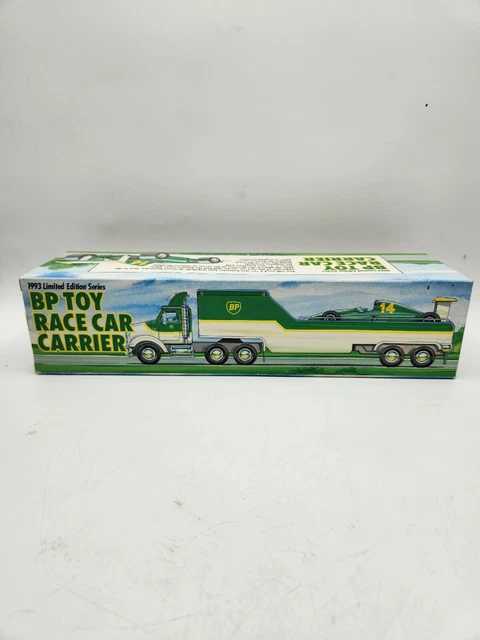 1993 Limited Edition Series
BP TOY
RACE CAR
CARRIER
BP
14
BP TOY
RACE CAR
CARRIER